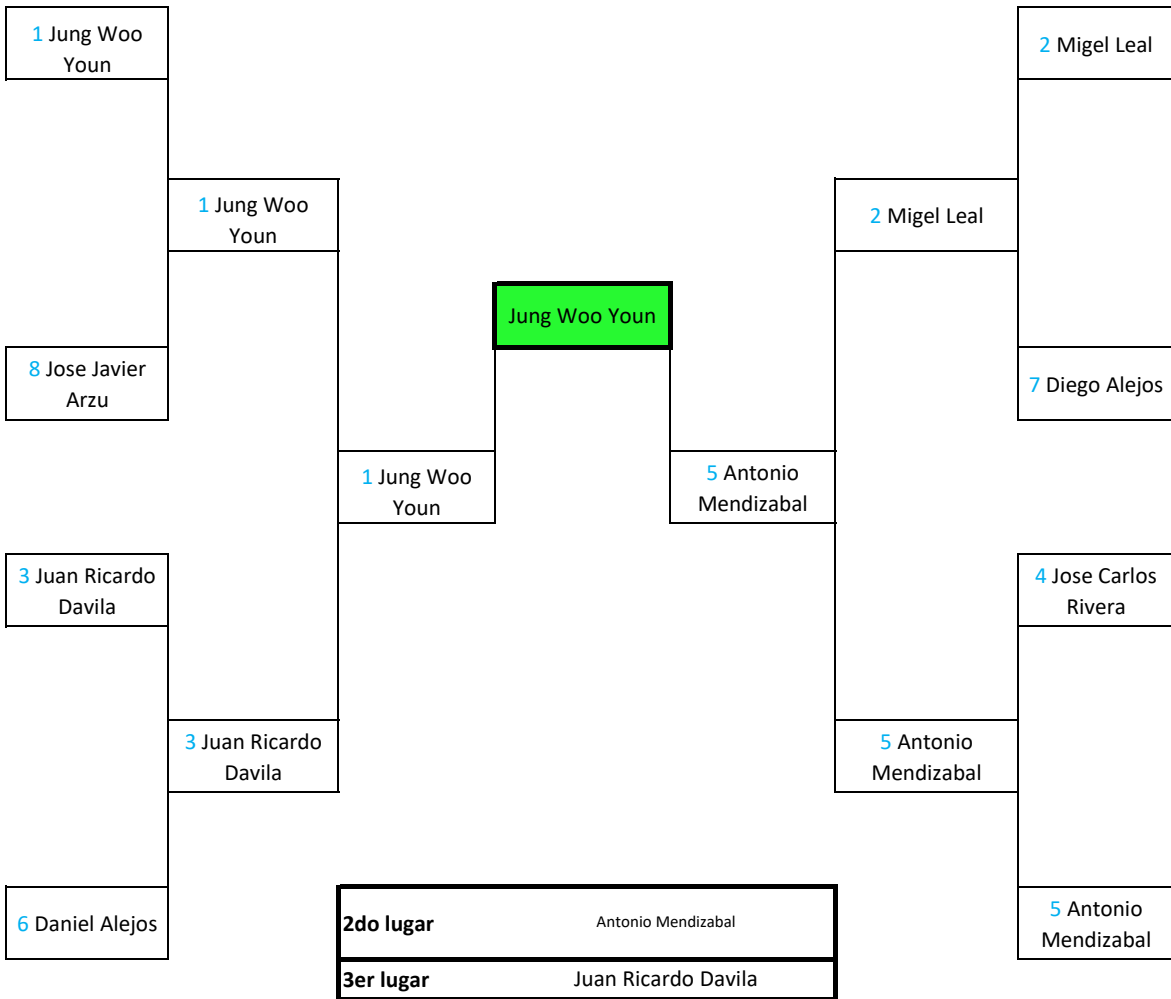 1 Jung Woo
Youn
2 Migel Leal
1 Jung Woo
Youn
2 Migel Leal
Jung Woo Youn
8 Jose Javier
Arzu
7 Diego Alejos
1 Jung Woo
Youn
5 Antonio
Mendizabal
3 Juan Ricardo
Davila
4 Jose Carlos
Rivera
3 Juan Ricardo
Davila
5 Antonio
Mendizabal
6 Daniel Alejos
2do lugar Antonio Mendizabal
5 Antonio
Mendizabal
3er lugar Juan Ricardo Davila